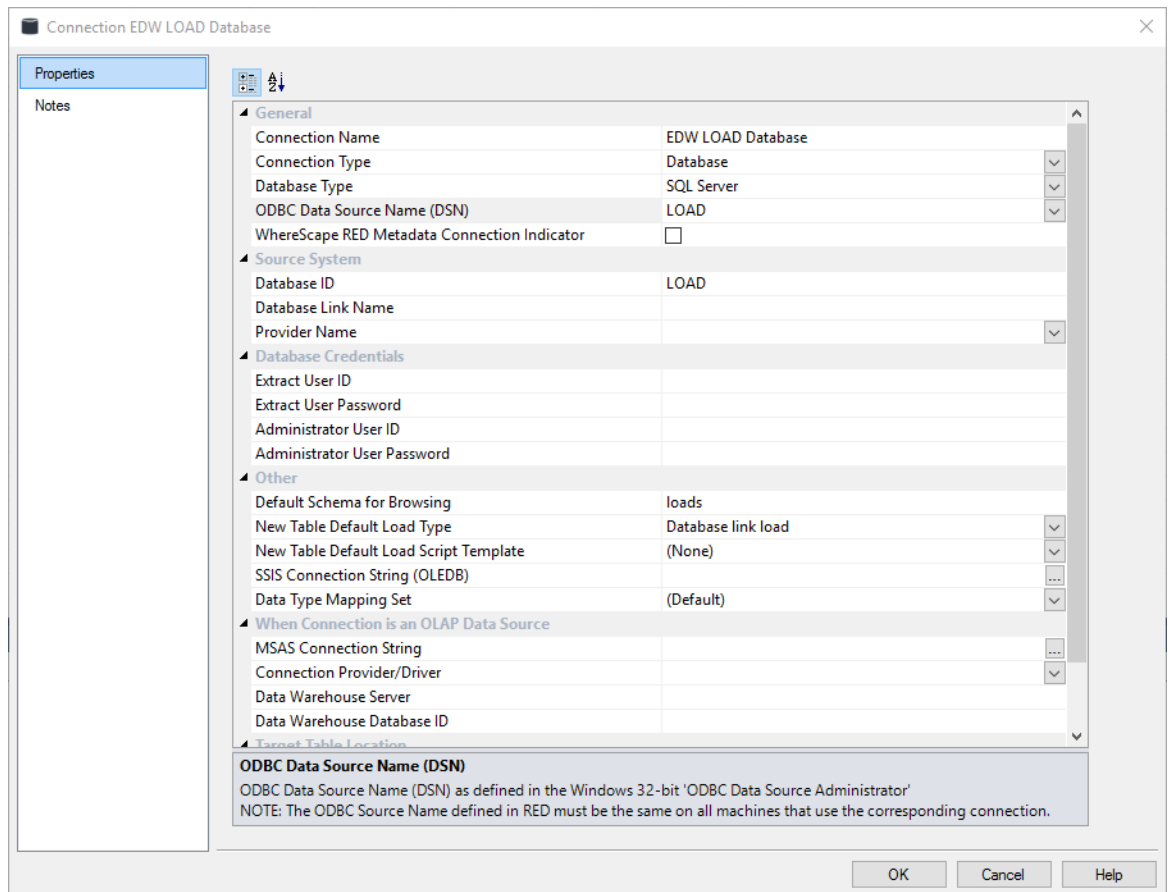 Connection EDW LOAD Database
Properties
Notes
General
Connection Name EDW LOAD Database
Connection Type Database
Database Type SQL Server
ODBC Data Source Name (DSN) LOAD
WhereScape RED Metadata Connection Indicator
Source System
Database ID LOAD
Database Link Name
Provider Name
Database Credentials
Extract User ID
Extract User Password
Administrator User ID
Administrator User Password
Other
Default Schema for Browsing loads
New Table Default Load Type Database link load
New Table Default Load Script Template (None)
SSIS Connection String (OLEDB) ...
Data Type Mapping Set (Default)
When Connection is an OLAP Data Source
MSAS Connection String ...
Connection Provider/Driver
Data Warehouse Server
Data Warehouse Database ID
Target Table Location
ODBC Data Source Name (DSN)
ODBC Data Source Name (DSN) as defined in the Windows 32-bit 'ODBC Data Source Administrator'
NOTE: The ODBC Source Name defined in RED must be the same on all machines that use the corresponding connection.
OK Cancel Help